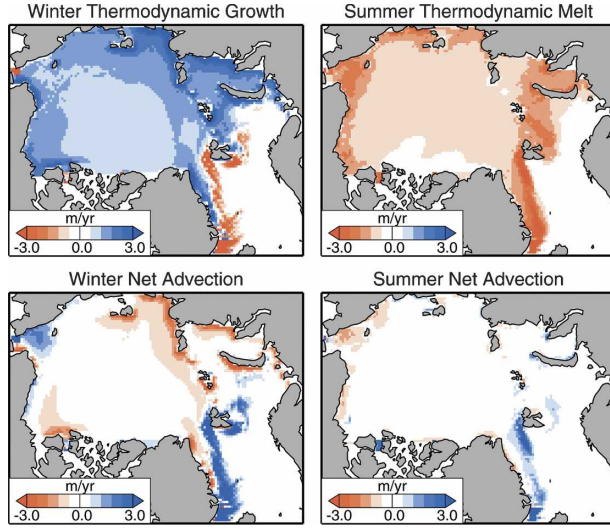 Winter Thermodynamic Growth
Summer Thermodynamic Melt
m/yr
-3.0 0.0 3.0
m/yr
-3.0 0.0 3.0
Winter Net Advection
Summer Net Advection
m/yr
-3.0 0.0 3.0
m/yr
-3.0 0.0 3.0